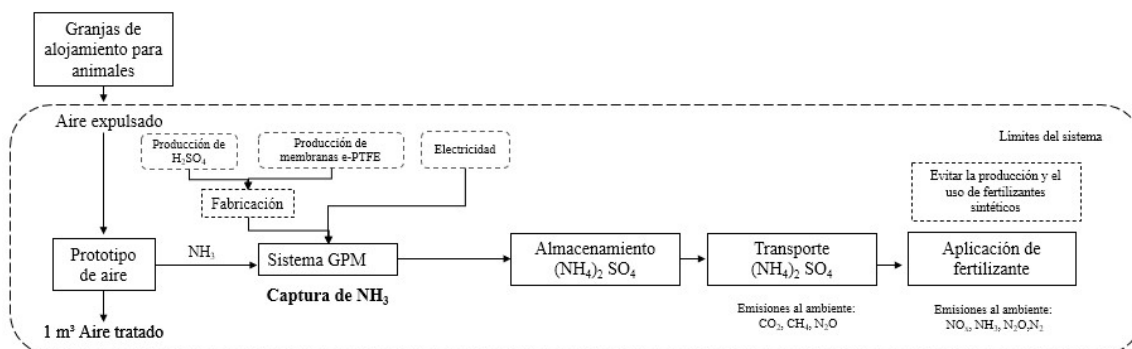 Granjas de
alojamiento para
animales
Aire expulsado
Límites del sistema
Producción de
H₂SO₄
Producción de
membranas e-PTFE
Electricidad
Evitar la producción y el
uso de fertilizantes
sintéticos
Fabricación
Prototipo
de aire
NH₃
Sistema GPM
Almacenamiento
(NH₄)₂ SO₄
Transporte
(NH₄)₂ SO₄
Aplicación de
fertilizante
Captura de NH₃
1 m³ Aire tratado
Emisiones al ambiente:
CO₂, CH₄, N₂O
Emisiones al ambiente:
NOₓ, NH₃, N₂O,N₂